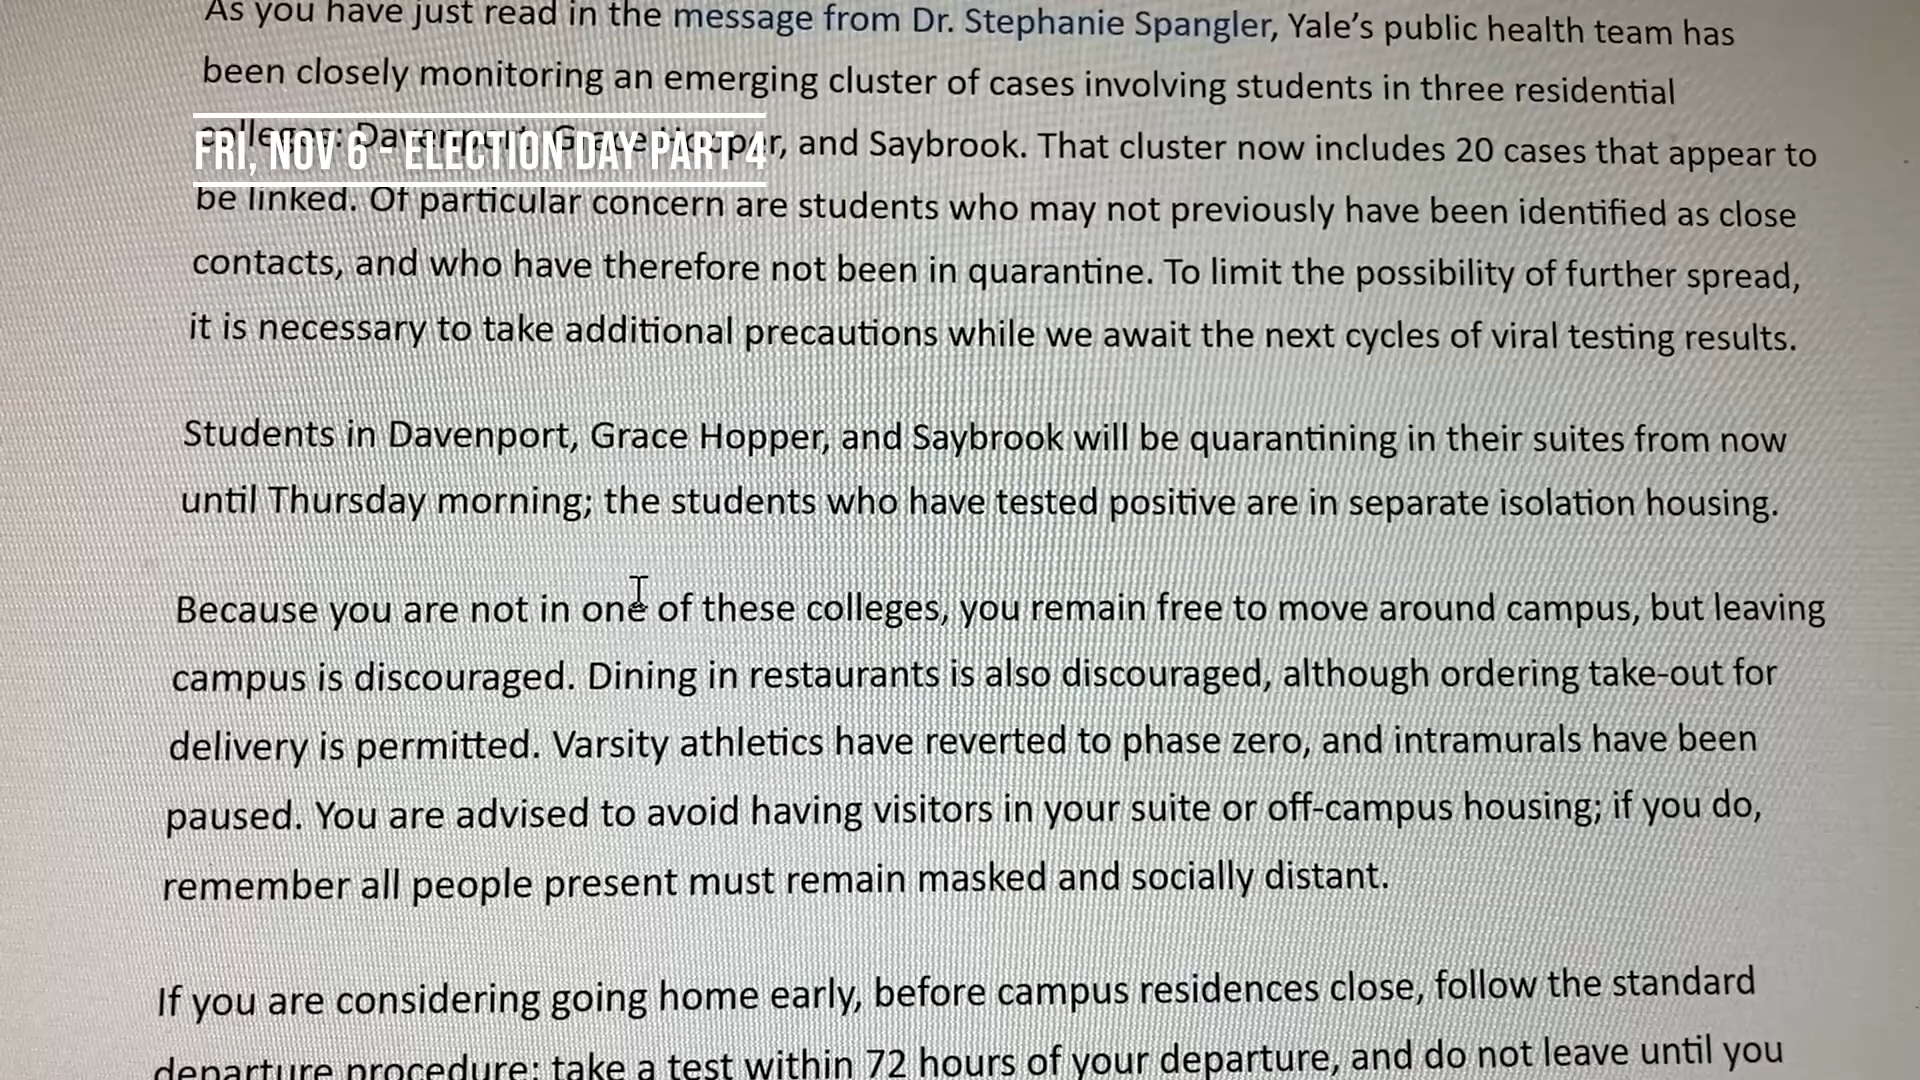 As you have just read in the message from Dr. Stephanie Spangler, Yale's public health team has
been closely monitoring an emerging cluster of cases involving students in three residential
colleges: Davenport, Grace Hopper, and Saybrook. That cluster now includes 20 cases that appear to
FRI, NOV 6 - ELECTION DAY PART 4
be linked. Of particular concern are students who may not previously have been identified as close
contacts, and who have therefore not been in quarantine. To limit the possibility of further spread,
it is necessary to take additional precautions while we await the next cycles of viral testing results.
Students in Davenport, Grace Hopper, and Saybrook will be quarantining in their suites from now
until Thursday morning; the students who have tested positive are in separate isolation housing.
Because you are not in one of these colleges, you remain free to move around campus, but leaving
campus is discouraged. Dining in restaurants is also discouraged, although ordering take-out for
delivery is permitted. Varsity athletics have reverted to phase zero, and intramurals have been
paused. You are advised to avoid having visitors in your suite or off-campus housing; if you do,
remember all people present must remain masked and socially distant.
If you are considering going home early, before campus residences close, follow the standard
departure procedure: take a test within 72 hours of your departure, and do not leave until you